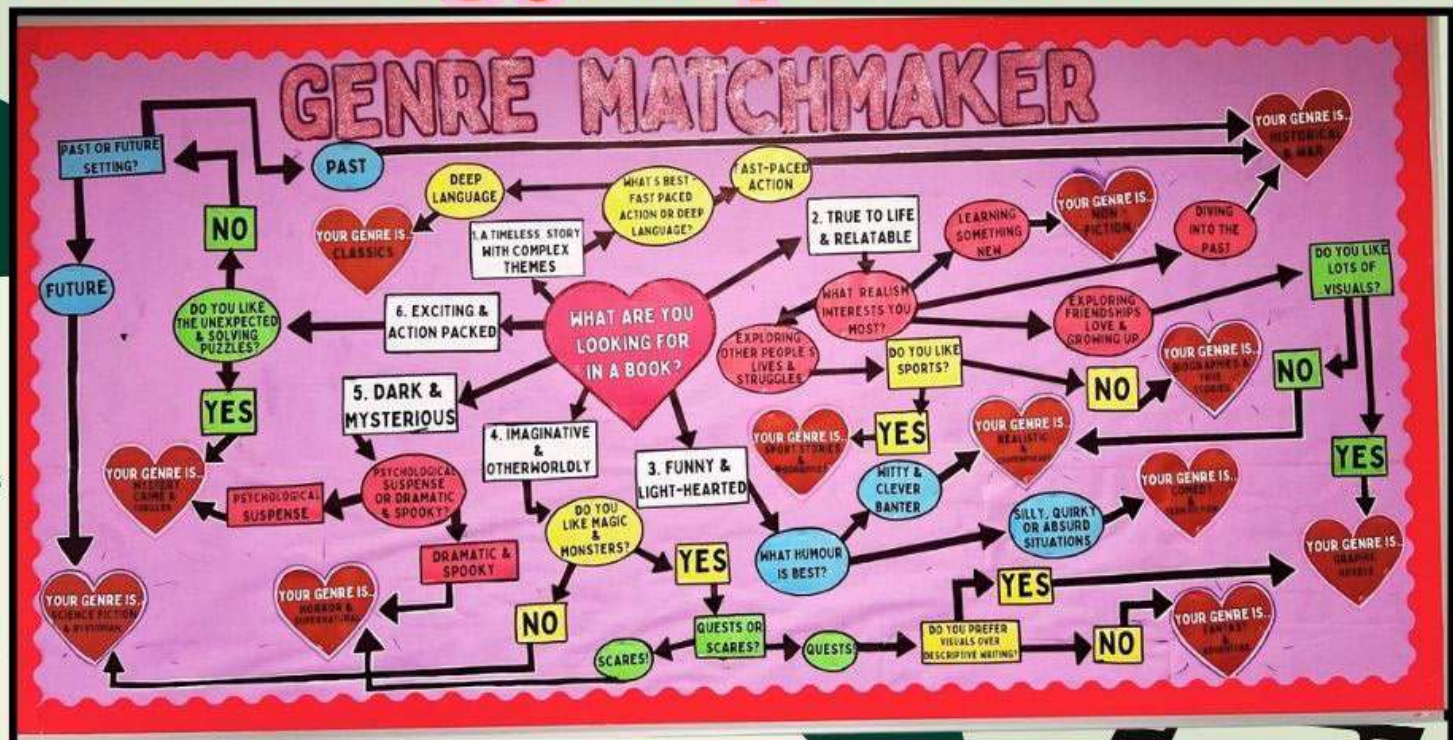 GENRE MATCHMAKER
PAST OR FUTURE
SETTING?
PAST
YOUR GENRE IS..
HISTORICAL
& WAR
DEEP
LANGUAGE
WHAT'S BEST -
FAST PACED
ACTION OR DEEP
LANGUAGE?
FAST-PACED
ACTION
NO
YOUR GENRE IS..
CLASSICS
1. A TIMELESS STORY
WITH COMPLEX
THEMES
2. TRUE TO LIFE
& RELATABLE
LEARNING
SOMETHING
NEW
YOUR GENRE IS..
NON -
FICTION
DIVING
INTO THE
PAST
DO YOU LIKE
LOTS OF
VISUALS?
FUTURE
DO YOU LIKE
THE UNEXPECTED
& SOLVING
PUZZLES?
6. EXCITING &
ACTION PACKED
WHAT ARE YOU
LOOKING FOR
IN A BOOK?
WHAT REALISM
INTERESTS YOU
MOST?
EXPLORING
FRIENDSHIPS
LOVE &
GROWING UP
EXPLORING
OTHER PEOPLE'S
LIVES &
STRUGGLES
DO YOU LIKE
SPORTS?
NO
YOUR GENRE IS..
BIOGRAPHIES &
TRUE
STORIES
NO
YES
5. DARK &
MYSTERIOUS
4. IMAGINATIVE
&
OTHERWORLDLY
3. FUNNY &
LIGHT-HEARTED
YOUR GENRE IS..
SPORT STORIES
&
YES
YOUR GENRE IS..
REALISTIC
&
YES
YOUR GENRE IS..
MYSTERY
CRIME &
PSYCHOLOGICAL
SUSPENSE
PSYCHOLOGICAL
SUSPENSE
OR DRAMATIC
& SPOOKY?
DO YOU
LIKE MAGIC
&
MONSTERS?
WITTY &
CLEVER
BANTER
SILLY, QUIRKY
OR ABSURD
SITUATIONS
YOUR GENRE IS..
COMEDY
&
DRAMATIC &
SPOOKY
YES
WHAT HUMOUR
IS BEST?
YOUR GENRE IS..
GRAPHIC
NOVELS
YOUR GENRE IS..
SCIENCE FICTION
& DYSTOPIAN
YOUR GENRE IS..
HORROR &
SUPERNATURAL
NO
QUESTS OR
SCARES?
SCARES!
QUESTS!
DO YOU PREFER
VISUALS OVER
DESCRIPTIVE WRITING?
YES
NO
YOUR GENRE IS..
FANTASY
&
ADVENTURE